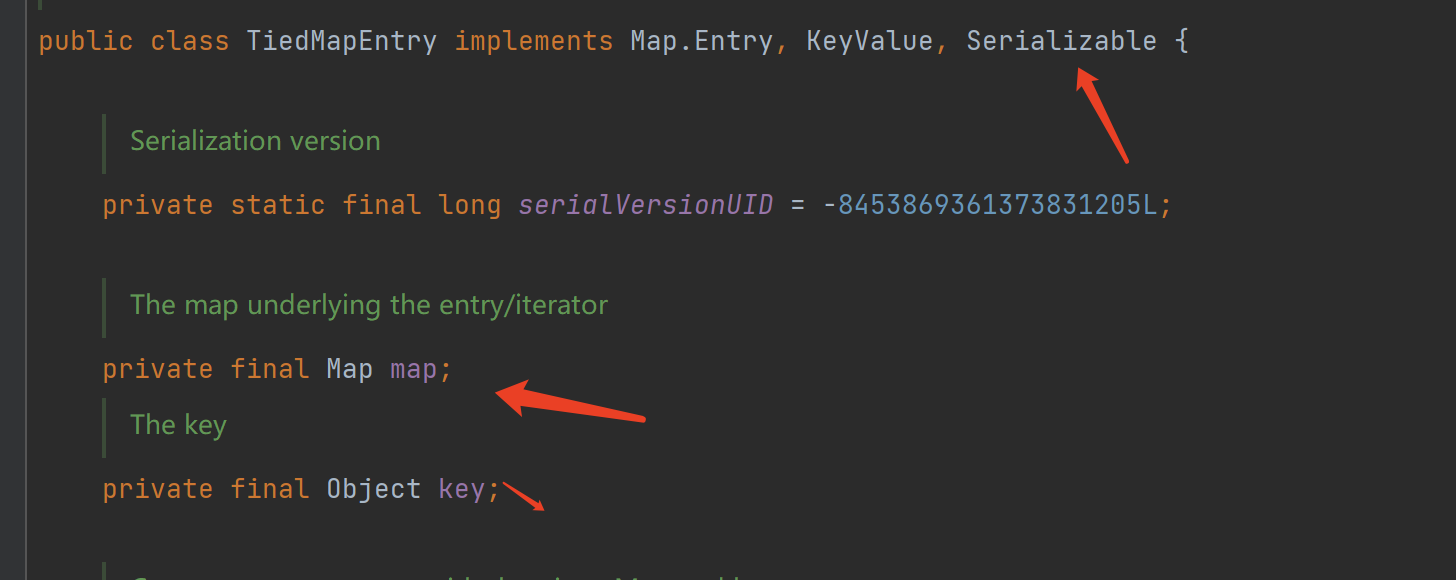 public class TiedMapEntry implements Map.Entry, KeyValue, Serializable {
Serialization version
private static final long serialVersionUID = -8453869361373831205L;
The map underlying the entry/iterator
private final Map map;
The key
private final Object key;